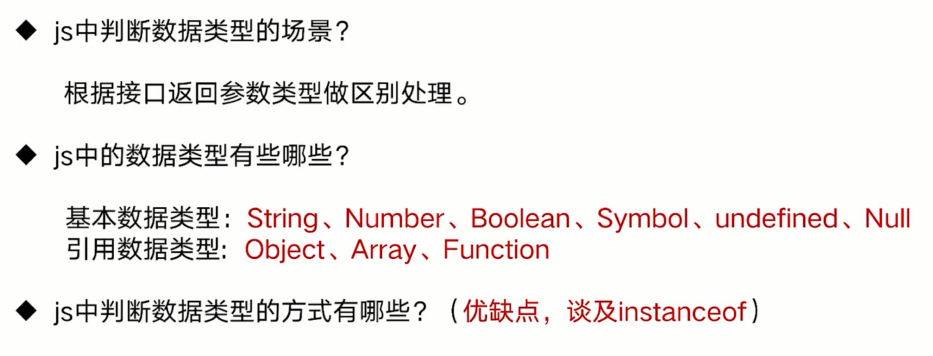 ◆ js中判断数据类型的场景？
根据接口返回参数类型做区别处理。
◆ js中的数据类型有些哪些？
基本数据类型：String、Number、Boolean、Symbol、undefined、Null
引用数据类型：Object、Array、Function
◆ js中判断数据类型的方式有哪些？（优缺点，谈及instanceof）